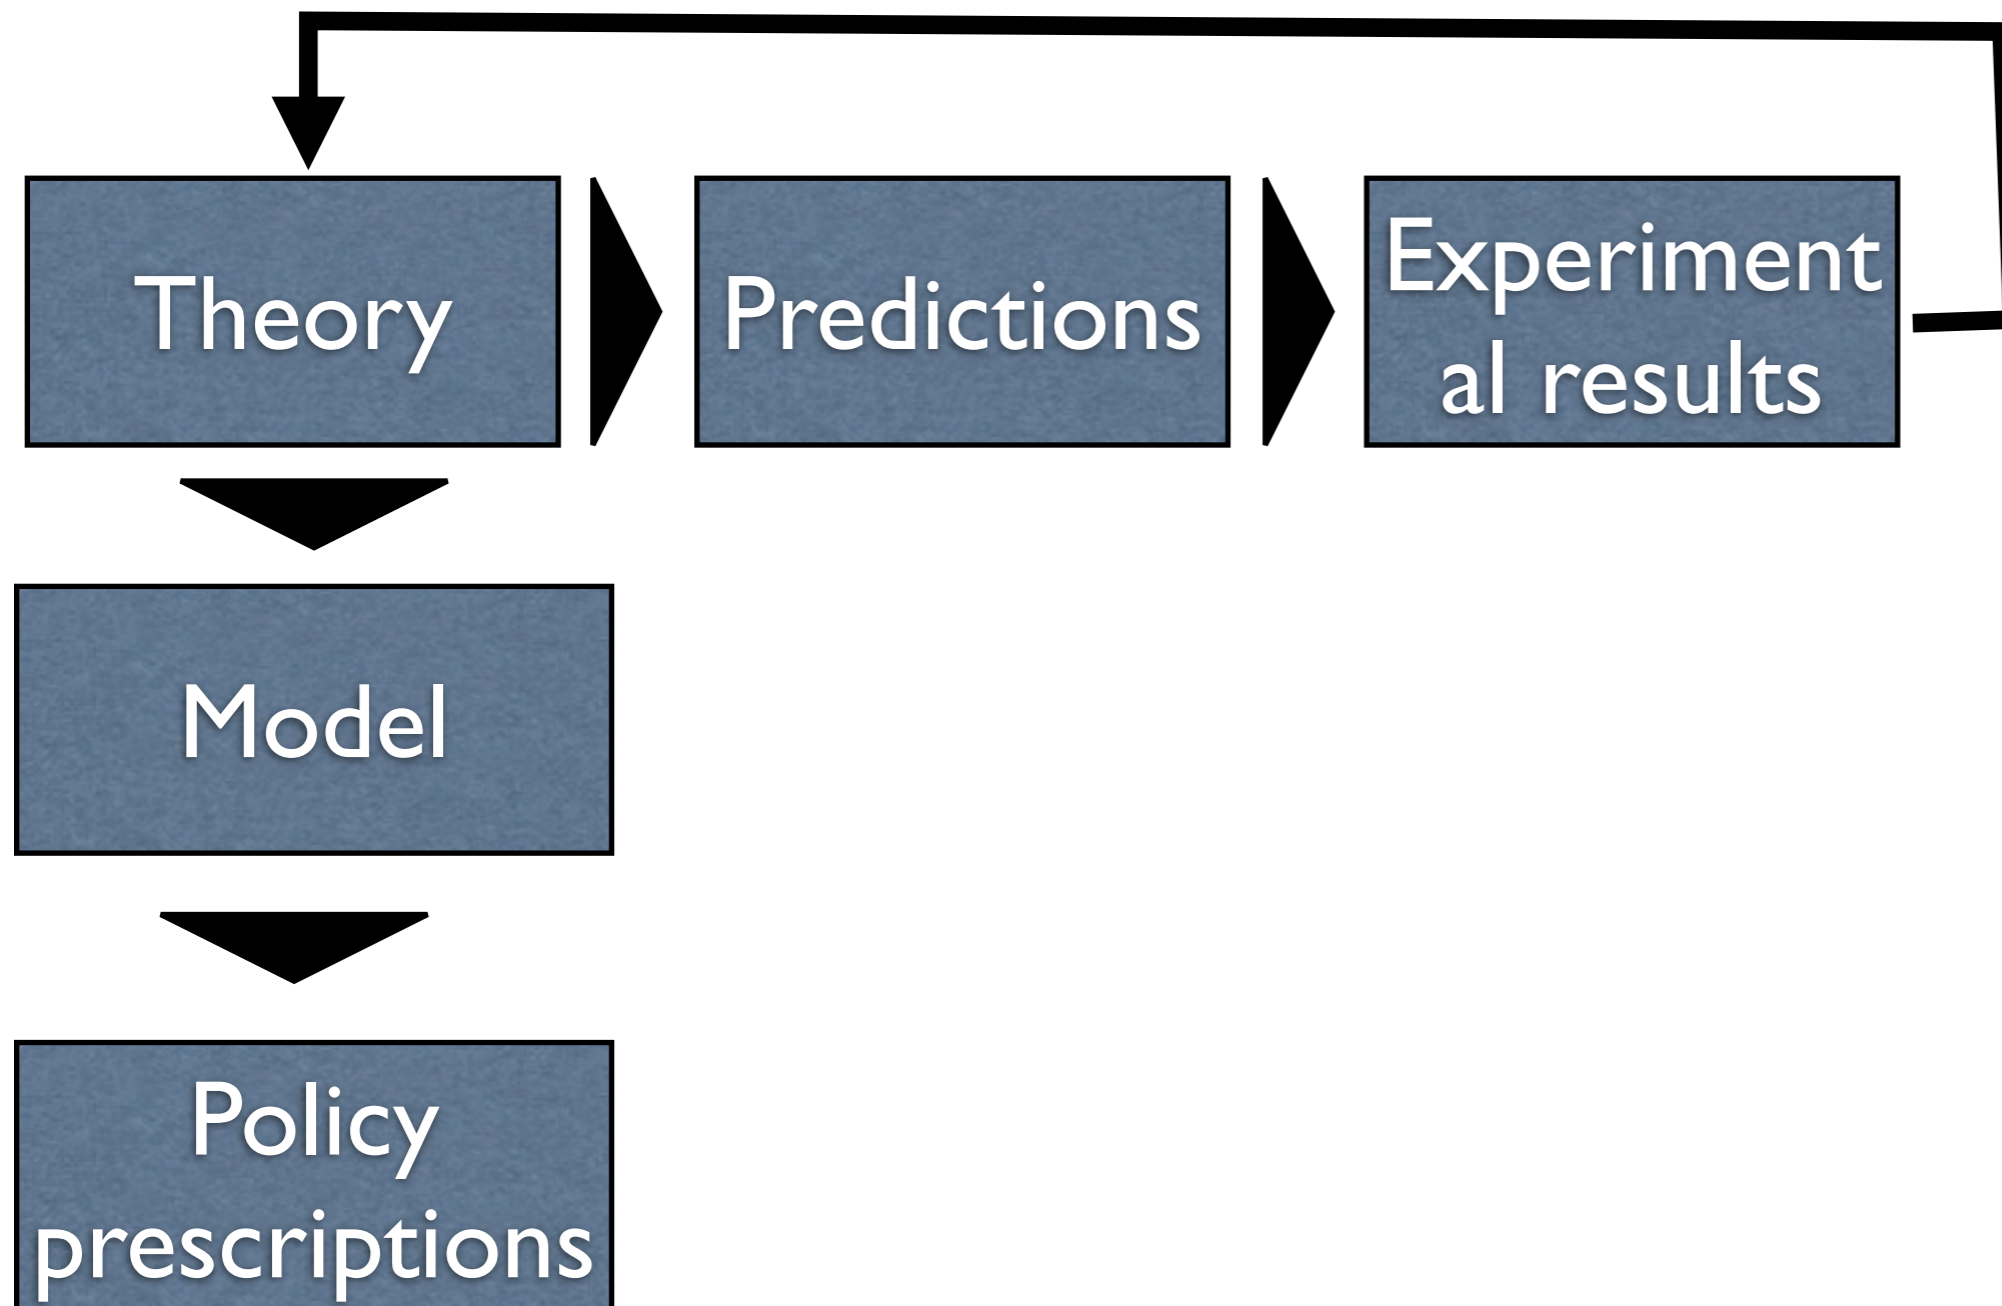 Theory
Predictions
Experiment
al results
Model
Policy
prescriptions